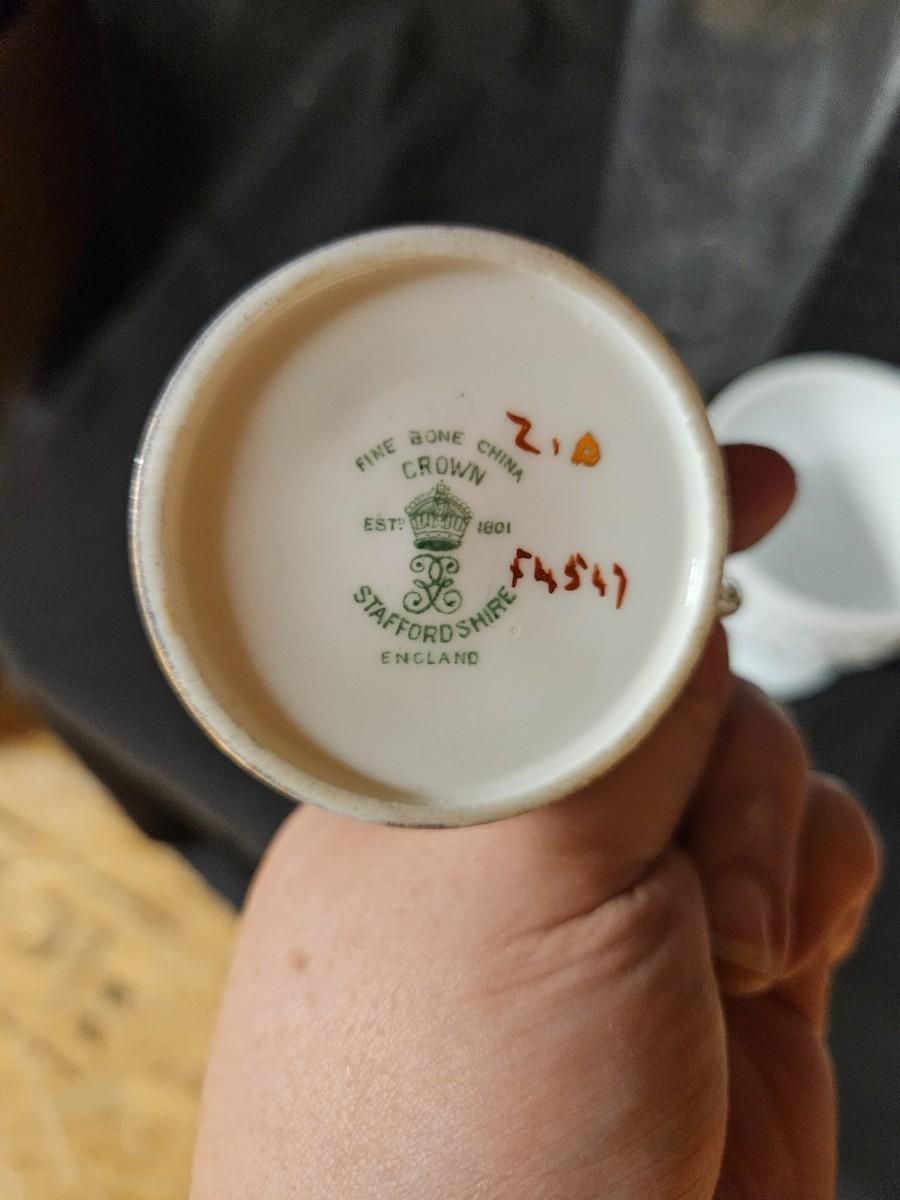 FINE BONE CHINA
CROWN
ESTD 1801
STAFFORDSHIRE
ENGLAND
F4547